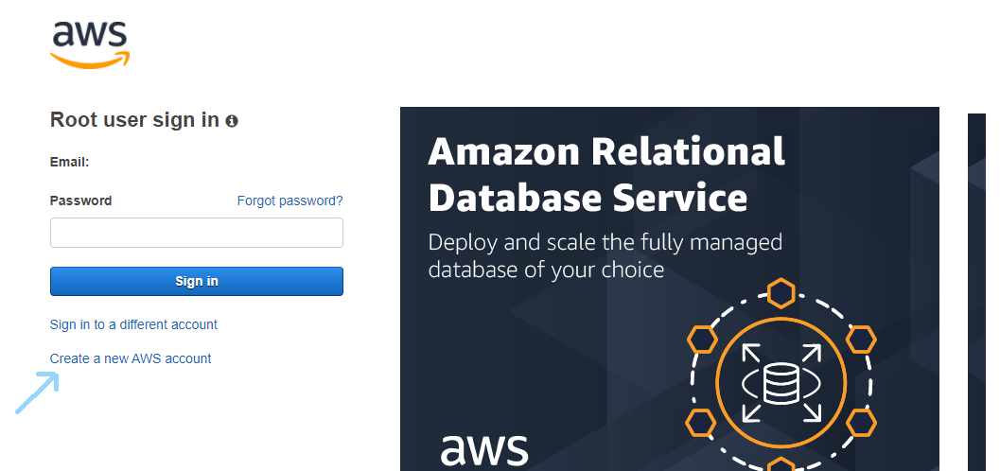 aws
Root user sign in
Email:
Password
Forgot password?
Sign in
Sign in to a different account
Create a new AWS account
Amazon Relational
Database Service
Deploy and scale the fully managed
database of your choice
aws